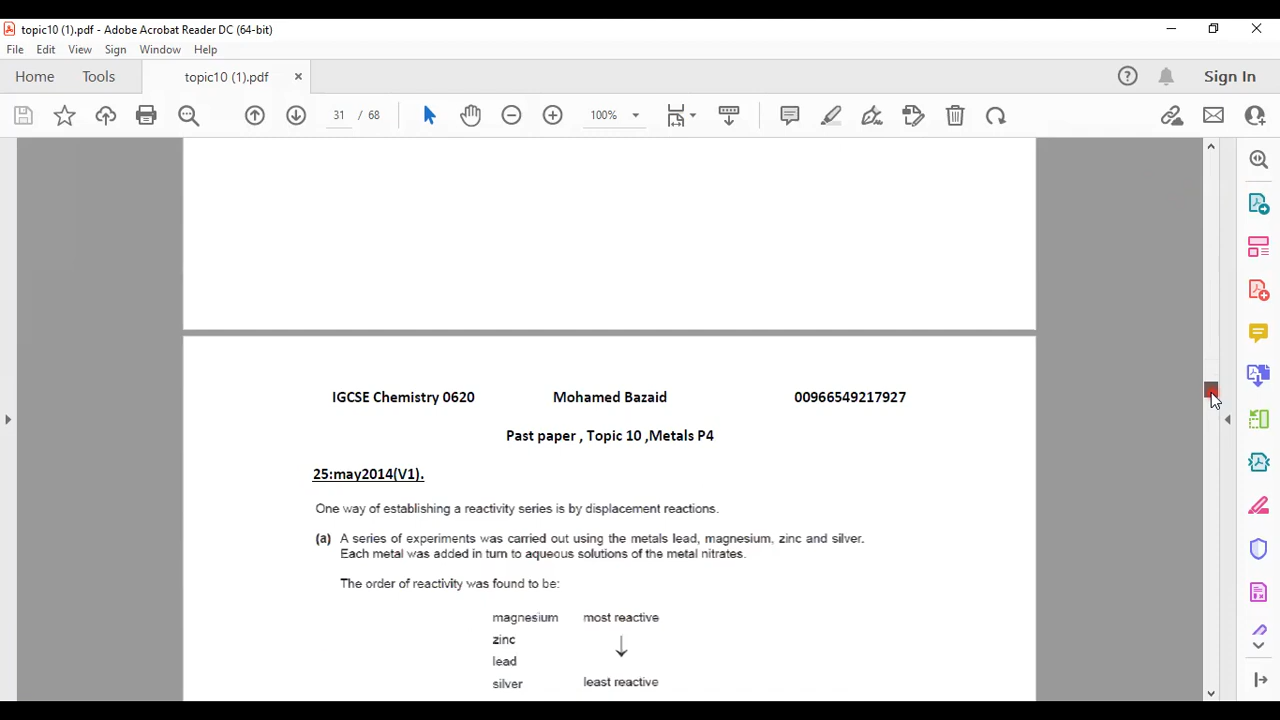 topic10 (1).pdf - Adobe Acrobat Reader DC (64-bit)
File Edit View Sign Window Help
Home Tools topic10 (1).pdf × Sign In
31 / 68 100%
IGCSE Chemistry 0620 Mohamed Bazaid 00966549217927
Past paper , Topic 10 ,Metals P4
25:may2014(V1).
One way of establishing a reactivity series is by displacement reactions.
(a) A series of experiments was carried out using the metals lead, magnesium, zinc and silver.
Each metal was added in turn to aqueous solutions of the metal nitrates.
The order of reactivity was found to be:
magnesium most reactive
zinc
lead
silver least reactive